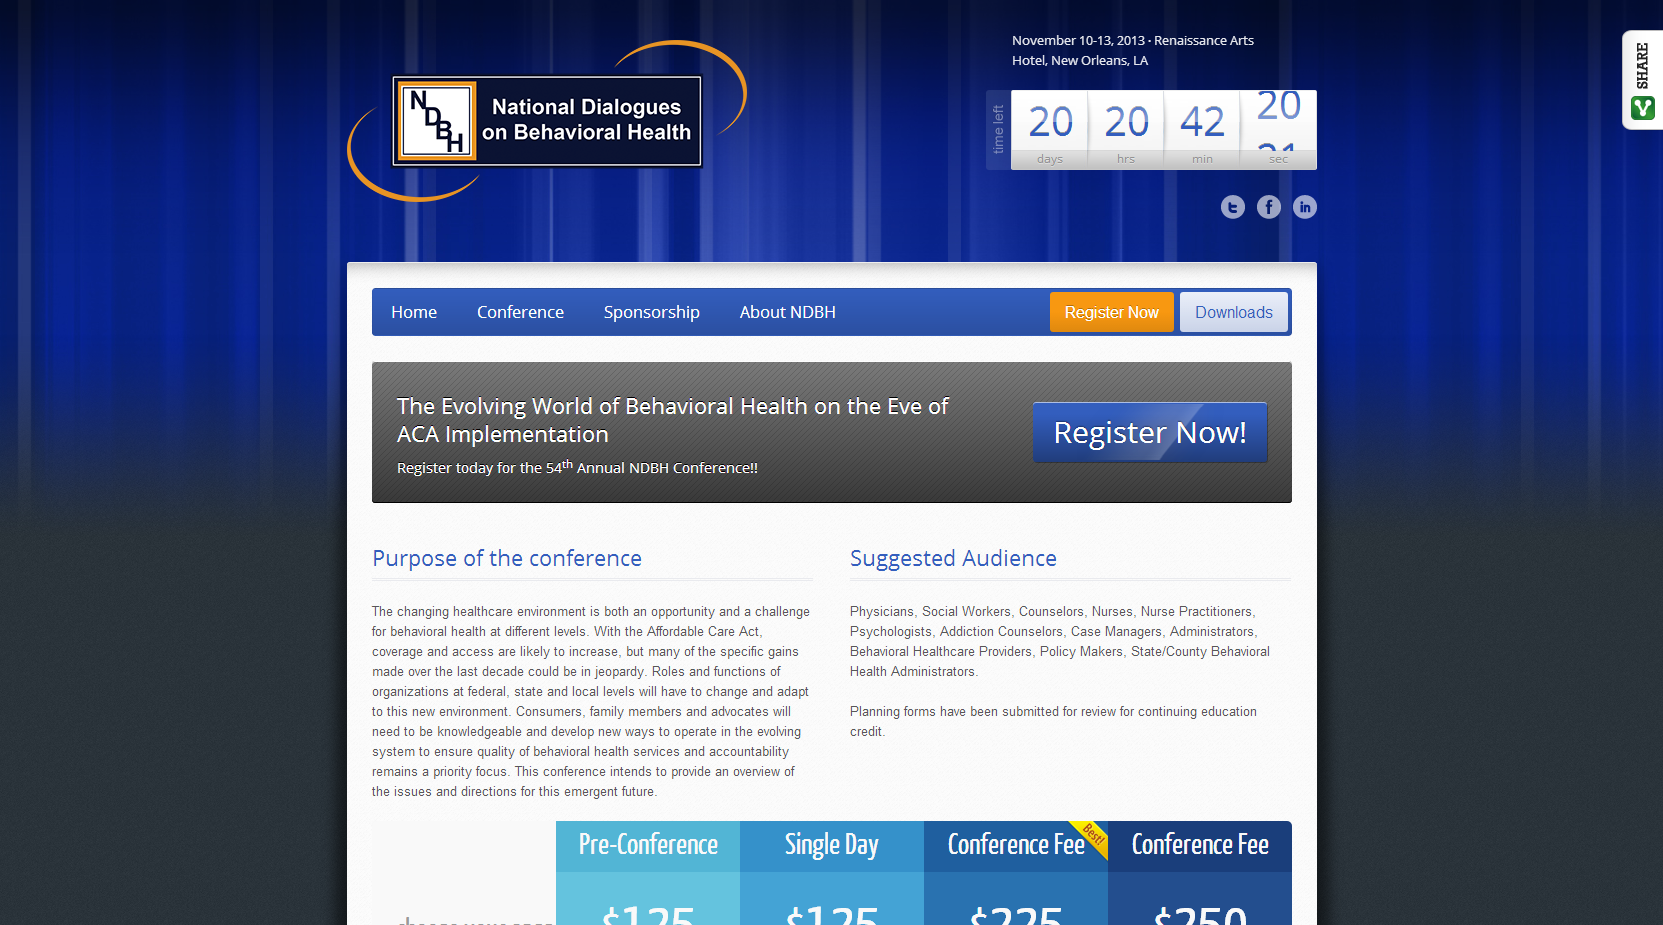 November 10-13, 2013 · Renaissance Arts
Hotel, New Orleans, LA
SHARE
NDBH
National Dialogues
on Behavioral Health
time left
20 20 42 20
21
days hrs min sec
Home Conference Sponsorship About NDBH Register Now Downloads
The Evolving World of Behavioral Health on the Eve of
ACA Implementation
Register today for the 54th Annual NDBH Conference!!
Register Now!
Purpose of the conference
The changing healthcare environment is both an opportunity and a challenge
for behavioral health at different levels. With the Affordable Care Act,
coverage and access are likely to increase, but many of the specific gains
made over the last decade could be in jeopardy. Roles and functions of
organizations at federal, state and local levels will have to change and adapt
to this new environment. Consumers, family members and advocates will
need to be knowledgeable and develop new ways to operate in the evolving
system to ensure quality of behavioral health services and accountability
remains a priority focus. This conference intends to provide an overview of
the issues and directions for this emergent future.
Suggested Audience
Physicians, Social Workers, Counselors, Nurses, Nurse Practitioners,
Psychologists, Addiction Counselors, Case Managers, Administrators,
Behavioral Healthcare Providers, Policy Makers, State/County Behavioral
Health Administrators.
Planning forms have been submitted for review for continuing education
credit.
Pre-Conference Single Day Conference Fee Best! Conference Fee
$125 $125 $225 $250